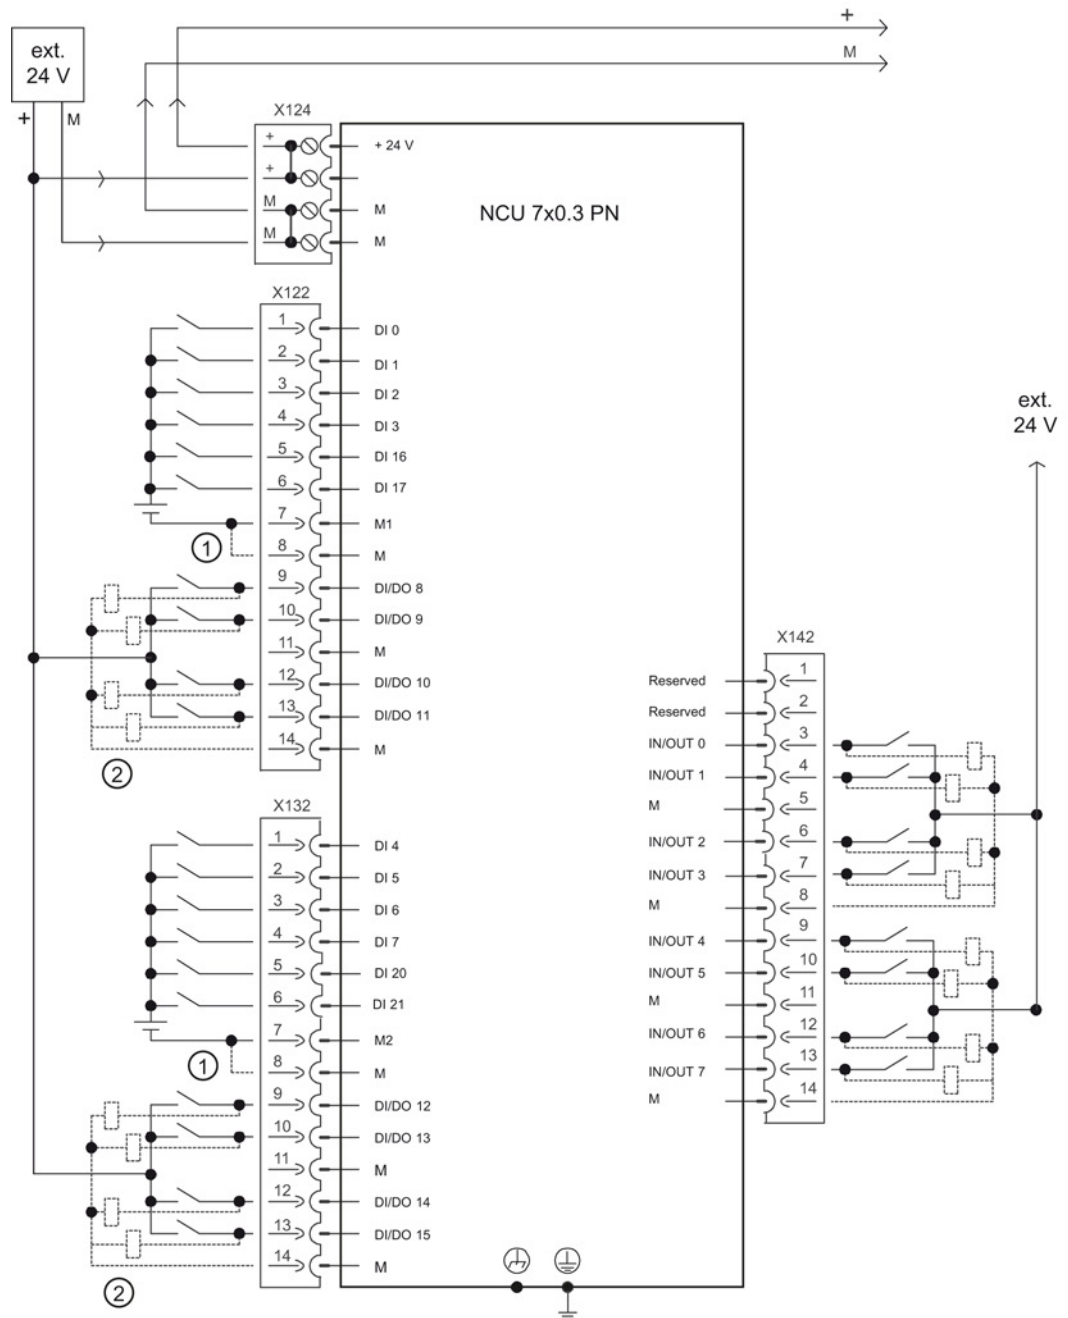 +
M
ext.
24 V
+
M
X124
+
+ 24 V
+
M
M
M
M
NCU 7x0.3 PN
X122
1
DI 0
2
DI 1
3
DI 2
4
DI 3
5
DI 16
6
DI 17
7
M1
1
8
M
9
DI/DO 8
10
DI/DO 9
11
M
12
DI/DO 10
13
DI/DO 11
14
M
2
X132
1
DI 4
2
DI 5
3
DI 6
4
DI 7
5
DI 20
6
DI 21
7
M2
1
8
M
9
DI/DO 12
10
DI/DO 13
11
M
12
DI/DO 14
13
DI/DO 15
14
M
2
ext.
24 V
X142
Reserved
1
Reserved
2
IN/OUT 0
3
IN/OUT 1
4
M
5
IN/OUT 2
6
IN/OUT 3
7
M
8
IN/OUT 4
9
IN/OUT 5
10
M
11
IN/OUT 6
12
IN/OUT 7
13
M
14